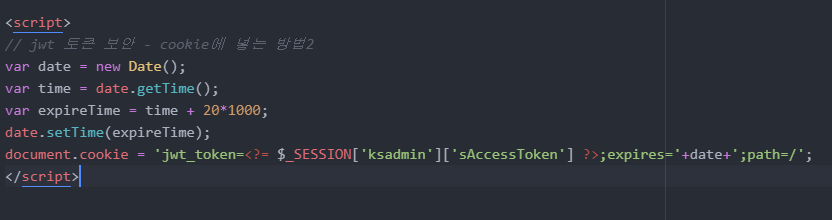 <script>
// jwt 토큰 보안 - cookie에 넣는 방법2
var date = new Date();
var time = date.getTime();
var expireTime = time + 20*1000;
date.setTime(expireTime);
document.cookie = 'jwt_token=<?= $_SESSION['ksadmin']['sAccessToken'] ?>;expires='+date+';path=/';
</script>